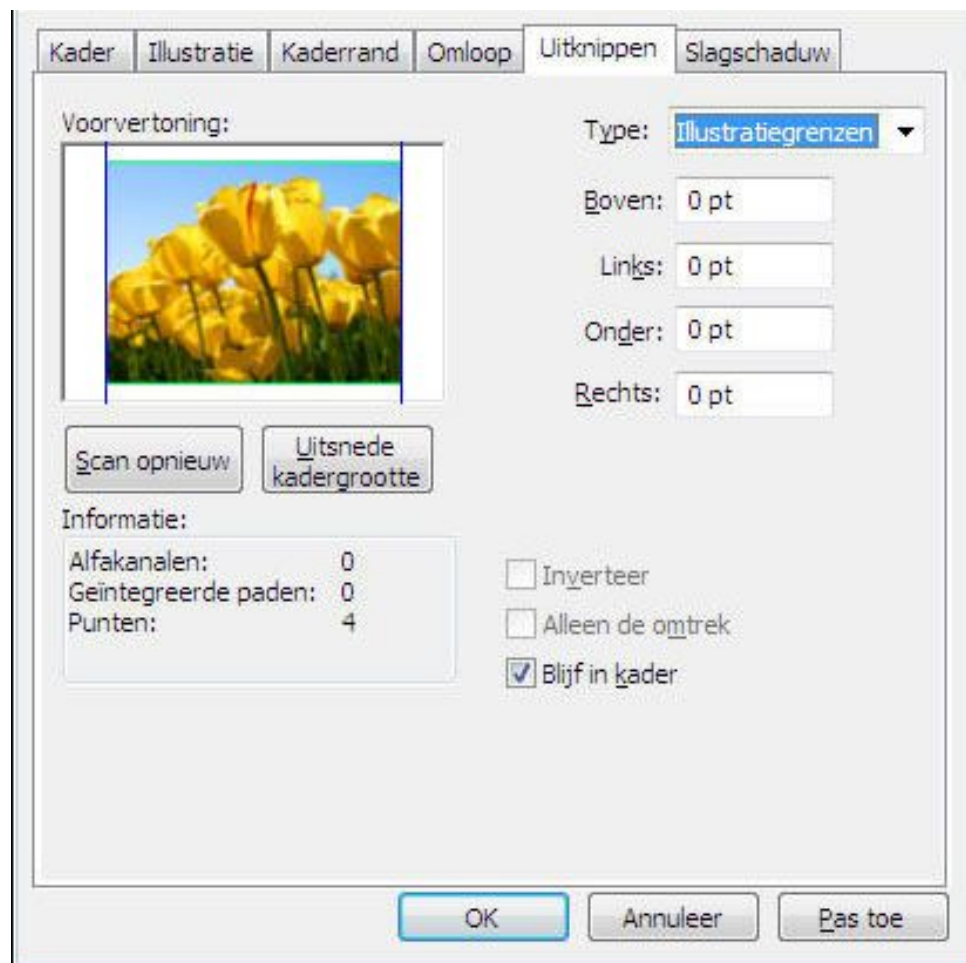 Kader Illustratie Kaderrand Omloop Uitknippen Slagschaduw
Voorvertoning:
Type: Illustratiegrenzen
Boven: 0 pt
Links: 0 pt
Onder: 0 pt
Rechts: 0 pt
Scan opnieuw
Uitsnede
kadergrootte
Informatie:
Alfakanalen: 0
Geïntegreerde paden: 0
Punten: 4
Inverteer
Alleen de omtrek
Blijf in kader
OK Annuleer Pas toe